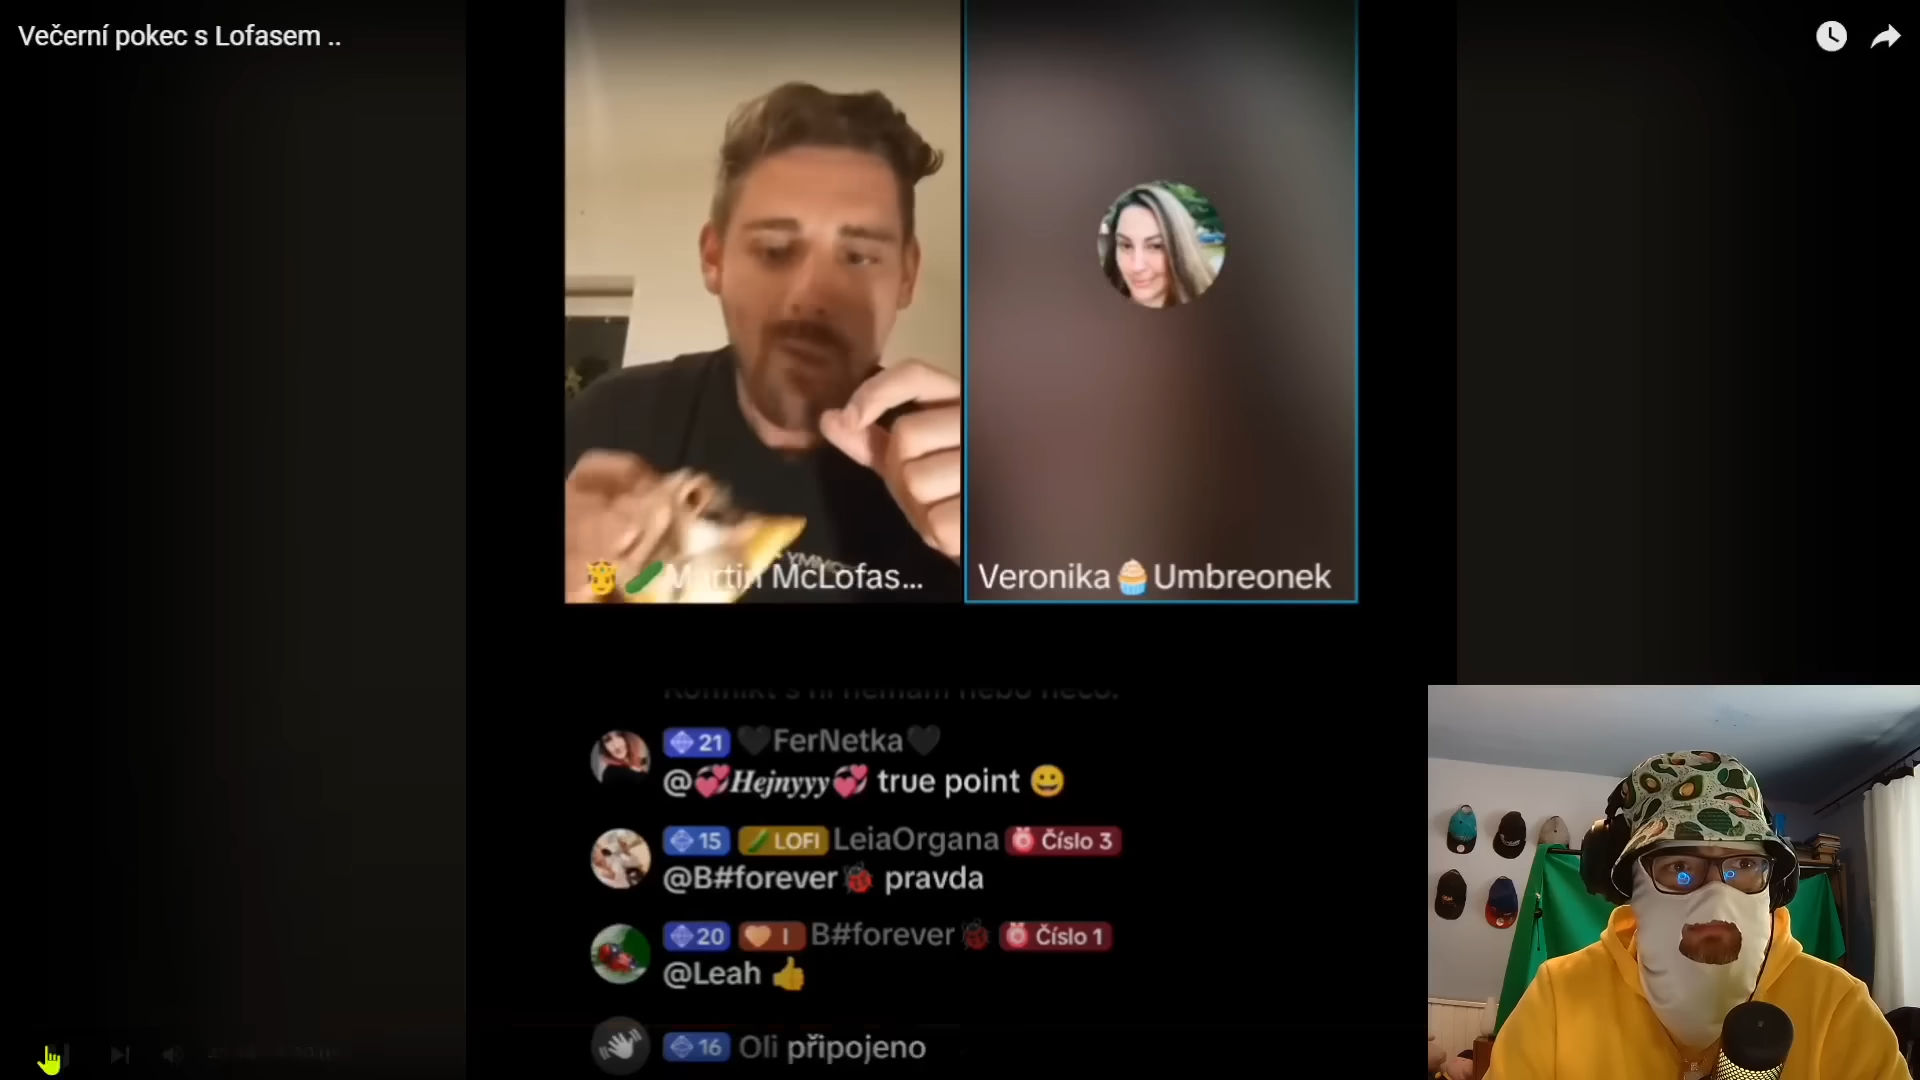 Večerní pokec s Lofasem ..
Martin McLofas...
Veronika🧁Umbreonek
21 🖤FerNetka🖤
@💞Hejnyyy💞 true point 😀
15 LOFI LeiaOrgana Číslo 3
@B#forever🐞 pravda
20 I B#forever🐞 Číslo 1
@Leah 👍
16 Oli připojeno